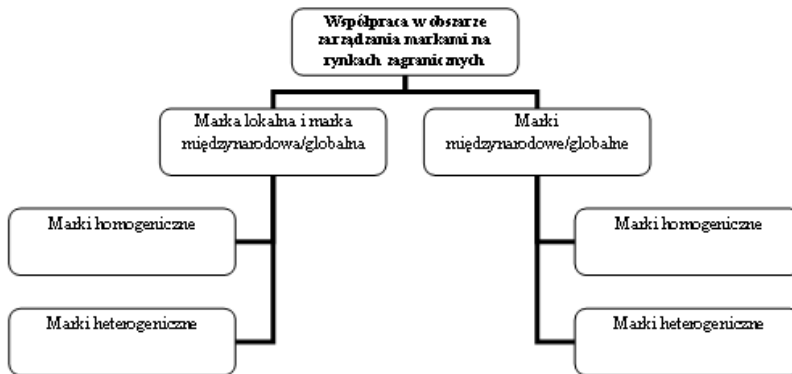 Współpraca w obszarze
zarządzania markami na
rynkach zagranicznych
Marka lokalna i marka
międzynarodowa/globalna
Marki
międzynarodowe/globalne
Marki homogeniczne
Marki homogeniczne
Marki heterogeniczne
Marki heterogeniczne